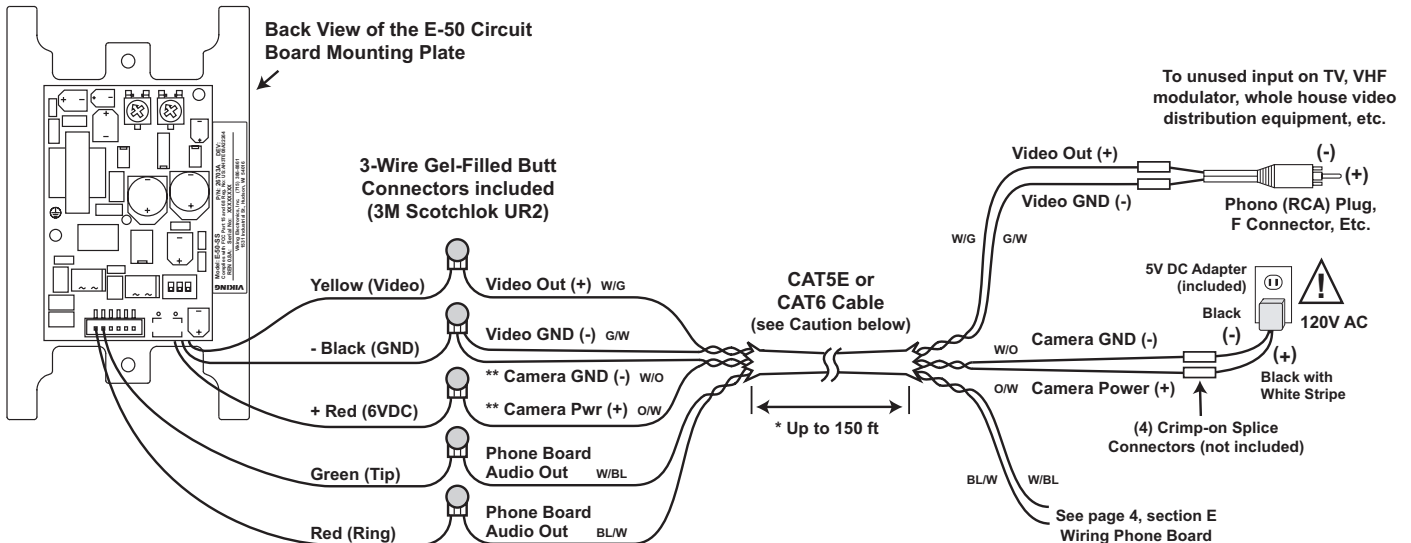 Back View of the E-50 Circuit
Board Mounting Plate
Model: E-50-SS
VIKING
3-Wire Gel-Filled Butt
Connectors included
(3M Scotchlok UR2)
Yellow (Video)
- Black (GND)
+ Red (6VDC)
Green (Tip)
Red (Ring)
Video Out (+) W/G
Video GND (-) G/W
** Camera GND (-) W/O
** Camera Pwr (+) O/W
Phone Board
Audio Out W/BL
Phone Board
Audio Out BL/W
CAT5E or
CAT6 Cable
(see Caution below)
* Up to 150 ft
To unused input on TV, VHF
modulator, whole house video
distribution equipment, etc.
Video Out (+)
Video GND (-)
W/G
G/W
(-)
(+)
Phono (RCA) Plug,
F Connector, Etc.
5V DC Adapter
(included)
!
120V AC
Black
(-)
(+)
Black with
White Stripe
W/O
Camera GND (-)
O/W
Camera Power (+)
(4) Crimp-on Splice
Connectors (not included)
BL/W
W/BL
See page 4, section E
Wiring Phone Board